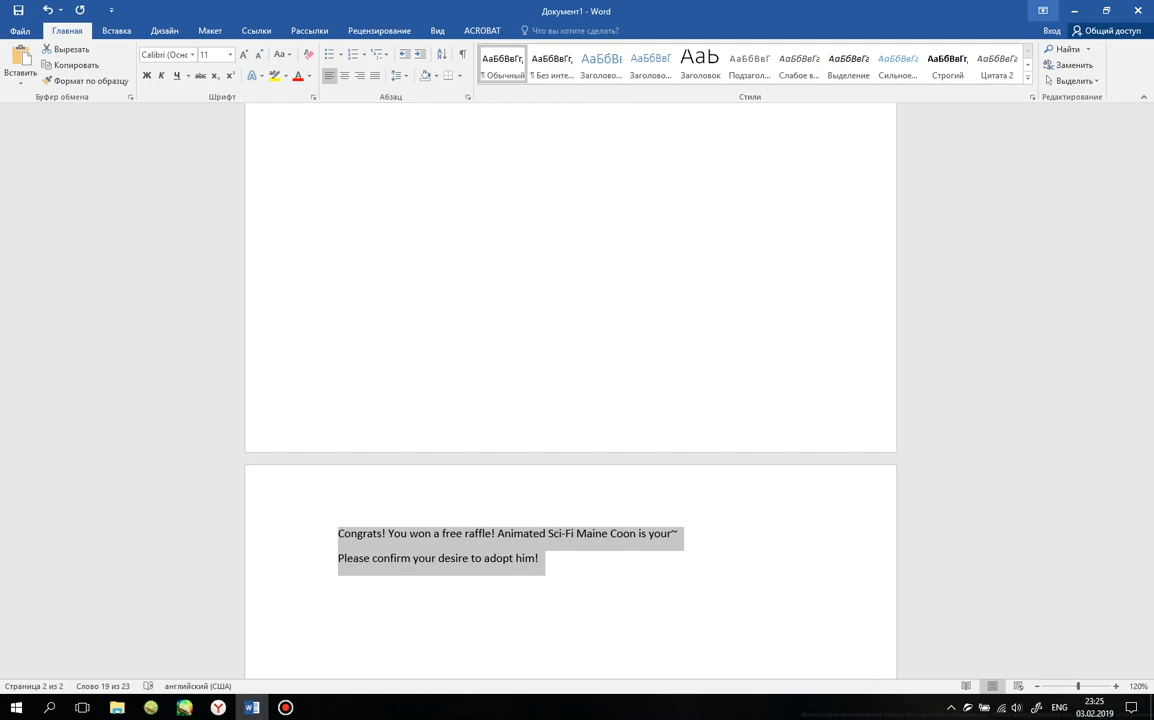 Документ1 - Word
Файл Главная Вставка Дизайн Макет Ссылки Рассылки Рецензирование Вид ACROBAT Что вы хотите сделать? Вход Общий доступ
Вставить
Вырезать
Копировать
Формат по образцу
Calibri (Оснс 11
АаБбВвГг, АаБбВвГг, АаБбВв АаБбВвГ АаЬ АаБбВвГ АаБбВвГг АаБбВвГг АаБбВвГг АаБбВвГг, АаБбВвГг
¶ Обычный ¶ Без инте... Заголово... Заголово... Заголовок Подзагол... Слабое в... Выделение Сильное... Строгий Цитата 2
Найти
Заменить
Выделить
Буфер обмена Шрифт Абзац Стили Редактирование
Congrats! You won a free raffle! Animated Sci-Fi Maine Coon is your~
Please confirm your desire to adopt him!
Страница 2 из 2 Слово 19 из 23 английский (США) 120%
ENG 23:25
03.02.2019